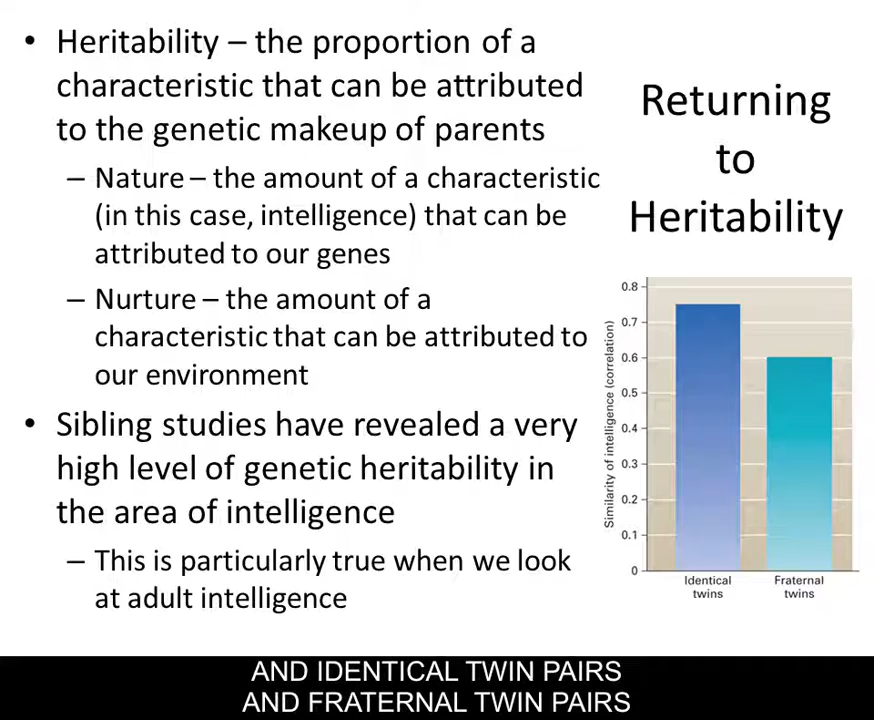 • Heritability – the proportion of a
characteristic that can be attributed
to the genetic makeup of parents
– Nature – the amount of a characteristic
(in this case, intelligence) that can be
attributed to our genes
– Nurture – the amount of a
characteristic that can be attributed to
our environment
• Sibling studies have revealed a very
high level of genetic heritability in
the area of intelligence
– This is particularly true when we look
at adult intelligence
Returning
to
Heritability
Similarity of intelligence (correlation)
0.8
0.7
0.6
0.5
0.4
0.3
0.2
0.1
0
Identical
twins
Fraternal
twins
AND IDENTICAL TWIN PAIRS
AND FRATERNAL TWIN PAIRS